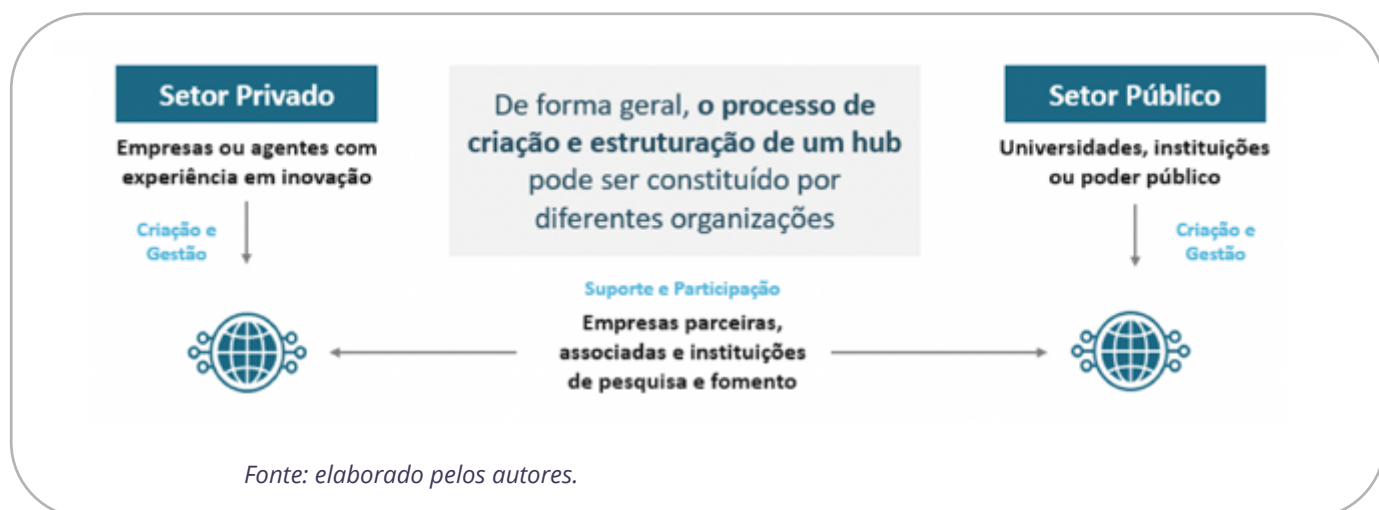 Setor Privado
Empresas ou agentes com
experiência em inovação
Criação e
Gestão
De forma geral, o processo de
criação e estruturação de um hub
pode ser constituído por
diferentes organizações
Setor Público
Universidades, instituições
ou poder público
Criação e
Gestão
Suporte e Participação
Empresas parceiras,
associadas e instituições
de pesquisa e fomento
Fonte: elaborado pelos autores.